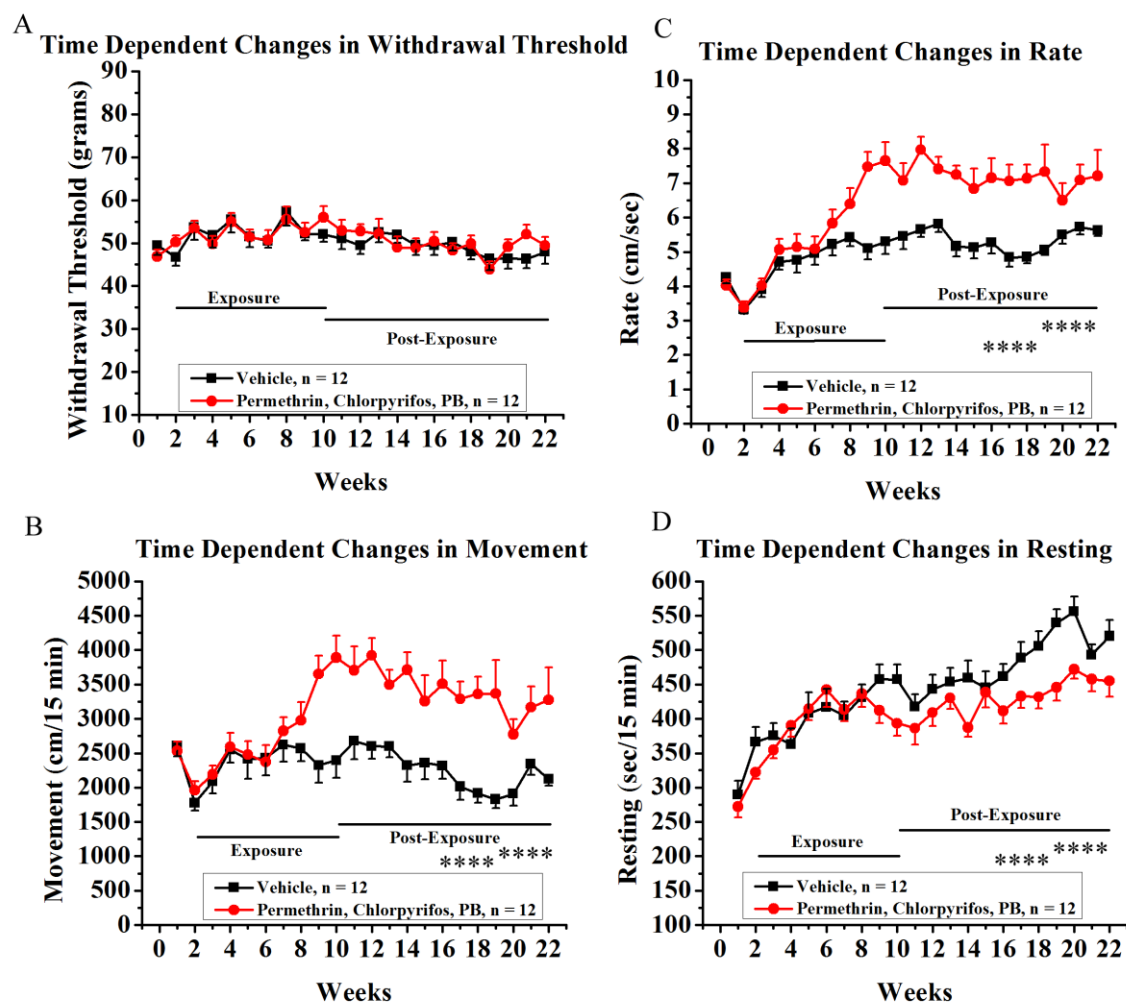 A
Time Dependent Changes in Withdrawal Threshold
Withdrawal Threshold (grams)
90
80
70
60
50
40
30
20
10
Exposure
Post-Exposure
Vehicle, n = 12
Permethrin, Chlorpyrifos, PB, n = 12
0 2 4 6 8 10 12 14 16 18 20 22
Weeks
C
Time Dependent Changes in Rate
Rate (cm/sec)
9
8
7
6
5
4
3
2
1
0
Post-Exposure
Exposure
****
****
Vehicle, n = 12
Permethrin, Chlorpyrifos, PB, n = 12
0 2 4 6 8 10 12 14 16 18 20 22
Weeks
B
Time Dependent Changes in Movement
Movement (cm/15 min)
5000
4500
4000
3500
3000
2500
2000
1500
1000
500
0
Exposure
Post-Exposure
****
****
Vehicle, n = 12
Permethrin, Chlorpyrifos, PB, n = 12
0 2 4 6 8 10 12 14 16 18 20 22
Weeks
D
Time Dependent Changes in Resting
Resting (sec/15 min)
600
550
500
450
400
350
300
250
200
150
100
Post-Exposure
Exposure
****
****
Vehicle, n = 12
Permethrin, Chlorpyrifos, PB, n = 12
0 2 4 6 8 10 12 14 16 18 20 22
Weeks